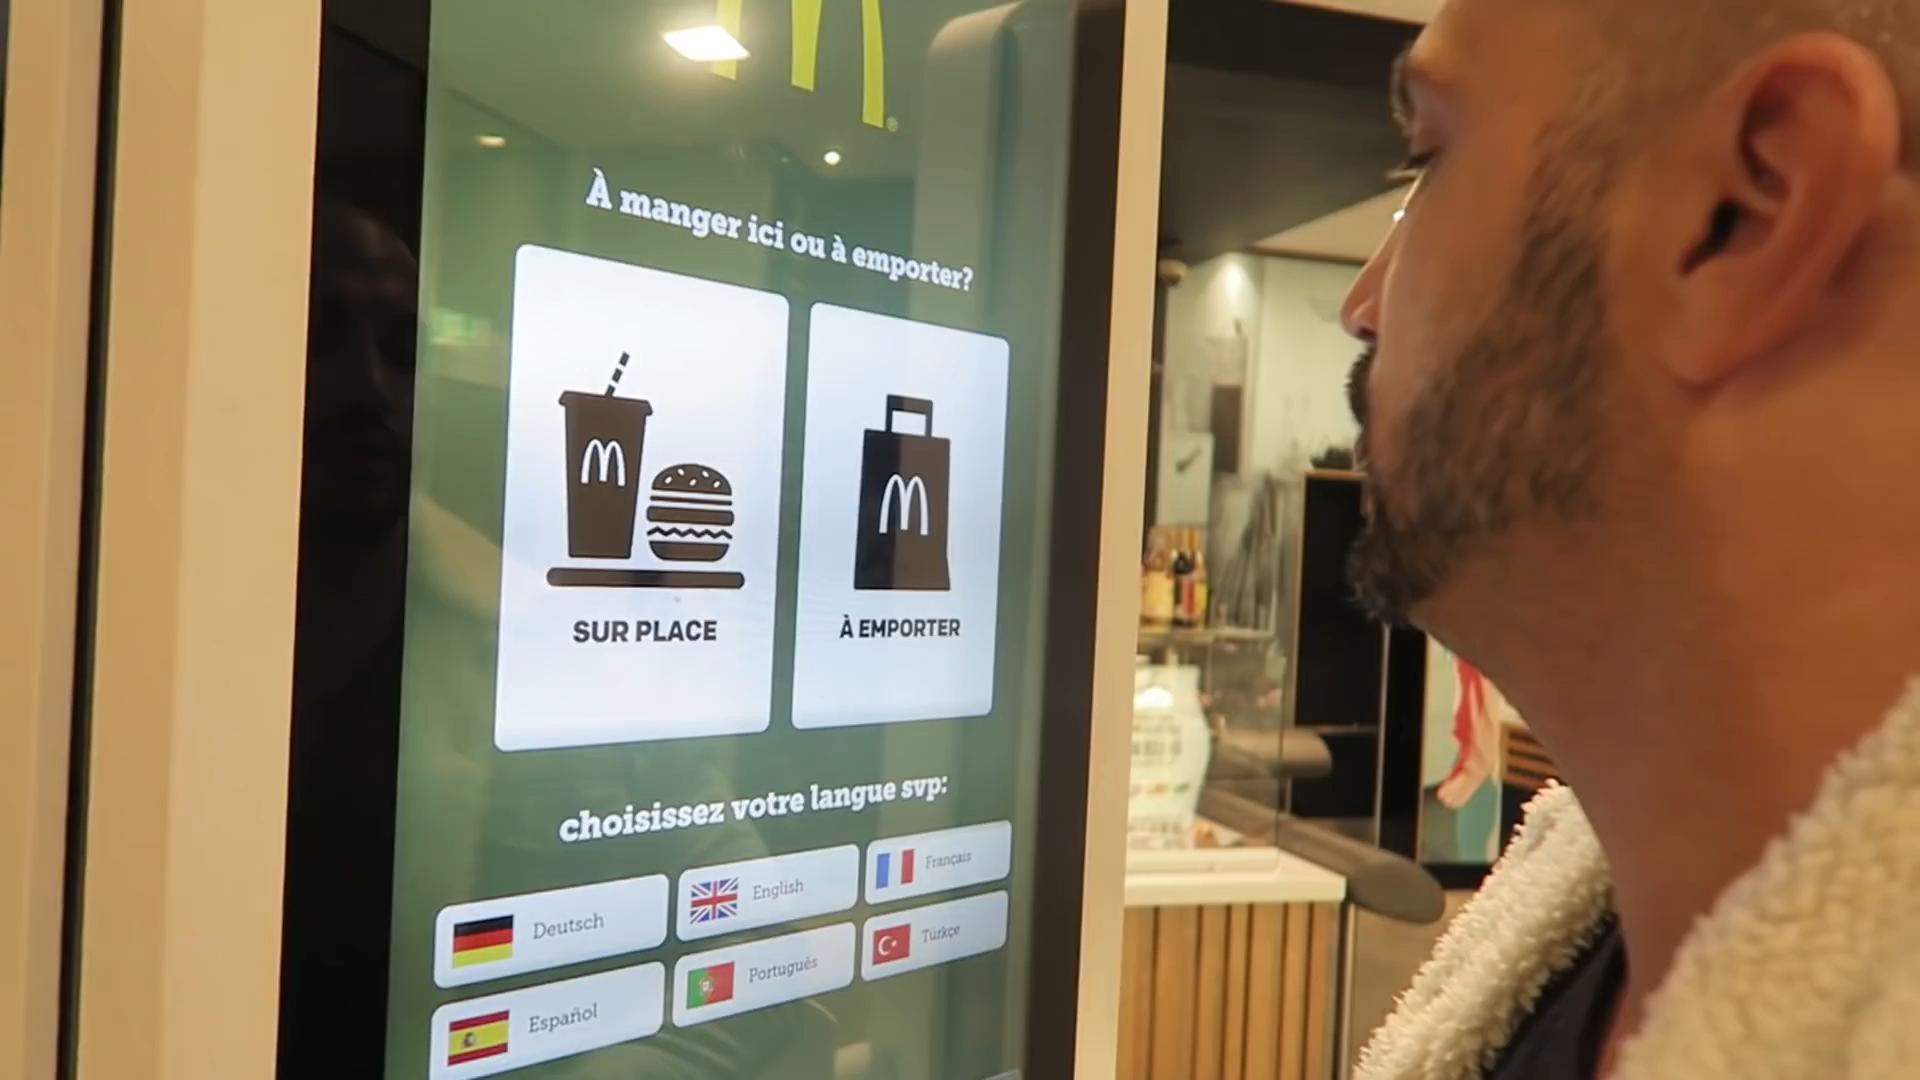 À manger ici ou à emporter?
SUR PLACE
À EMPORTER
choisissez votre langue svp:
Deutsch
English
Français
Español
Português
Türkçe